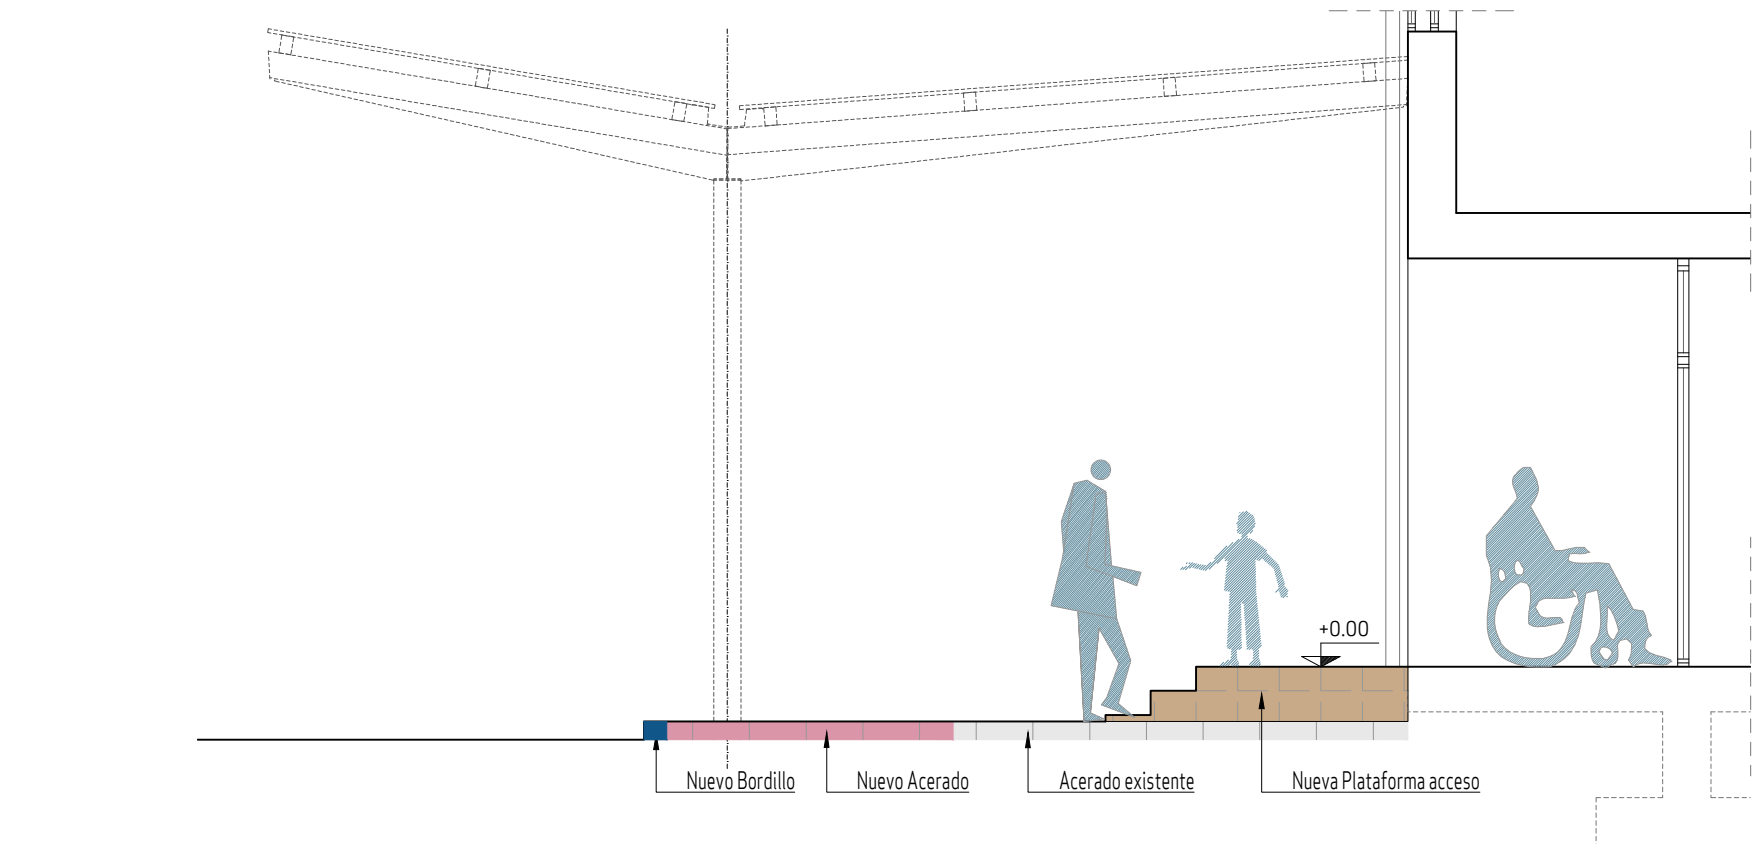 +0.00
Nuevo Bordillo
Nuevo Acerado
Acerado existente
Nueva Plataforma acceso